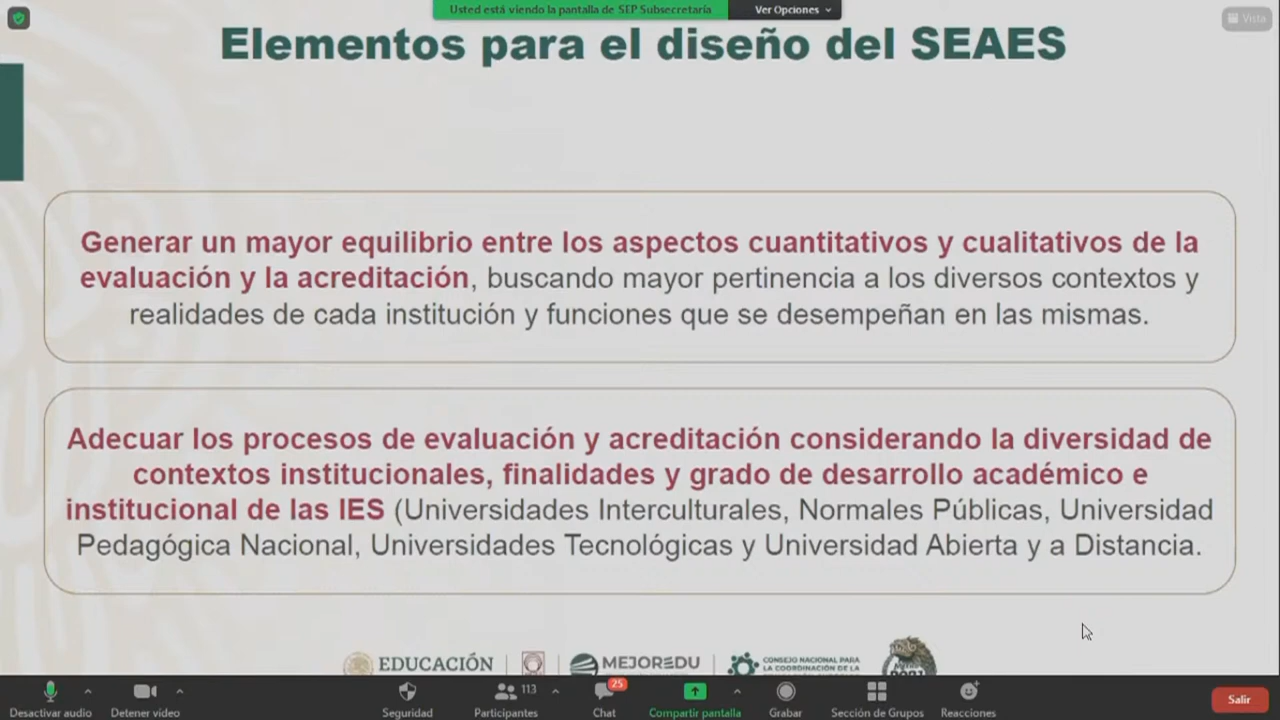 Usted está viendo la pantalla de SEP Subsecretaría
Ver Opciones
Vista
Elementos para el diseño del SEAES
Generar un mayor equilibrio entre los aspectos cuantitativos y cualitativos de la
evaluación y la acreditación, buscando mayor pertinencia a los diversos contextos y
realidades de cada institución y funciones que se desempeñan en las mismas.
Adecuar los procesos de evaluación y acreditación considerando la diversidad de
contextos institucionales, finalidades y grado de desarrollo académico e
institucional de las IES (Universidades Interculturales, Normales Públicas, Universidad
Pedagógica Nacional, Universidades Tecnológicas y Universidad Abierta y a Distancia.
EDUCACIÓN
MEJOREDU
CONSEJO NACIONAL PARA
LA COORDINACIÓN DE LA
113
25
Desactivar audio
Detener video
Seguridad
Participantes
Chat
Compartir pantalla
Grabar
Sección de Grupos
Reacciones
Salir